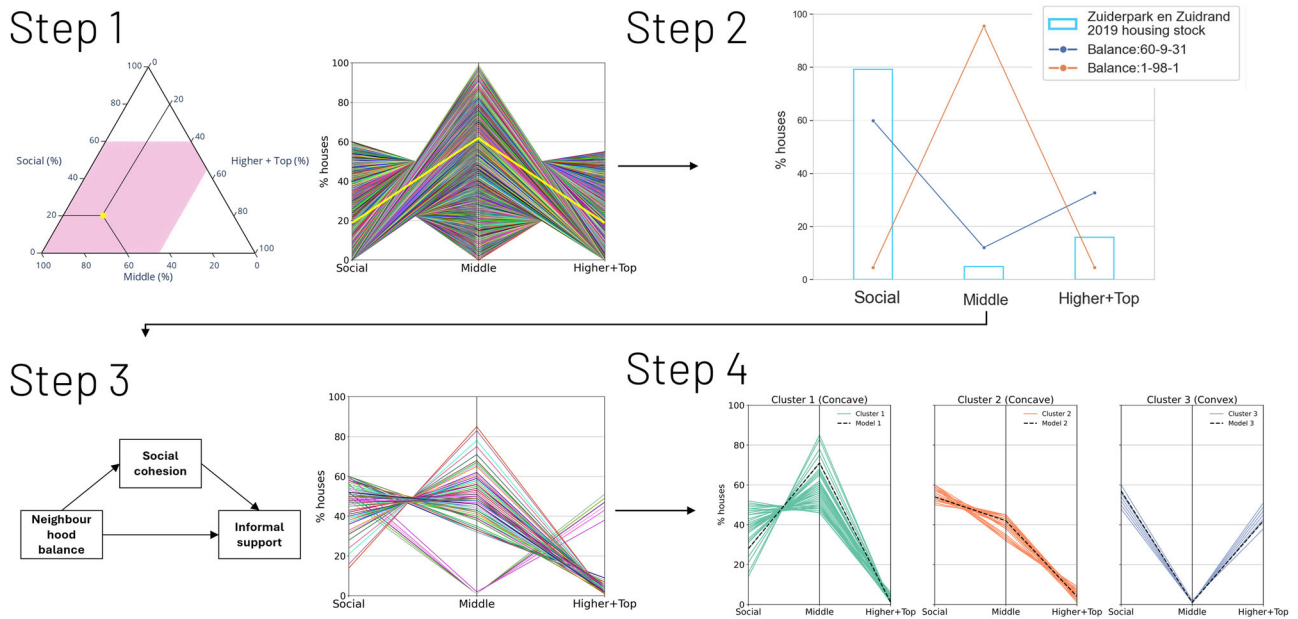 Step 1
100
0
80
20
60
40
Social (%)
Higher + Top (%)
40
60
20
80
0
100
100
80
60
40
20
0
Middle (%)
100
80
60
40
20
0
% houses
Social
Middle
Higher+Top
Step 2
100
80
60
40
20
0
% houses
Zuiderpark en Zuidrand
2019 housing stock
Balance:60-9-31
Balance:1-98-1
Social
Middle
Higher+Top
Step 3
Social
cohesion
Neighbour
hood
balance
Informal
support
100
80
60
40
20
0
% houses
Social
Middle
Higher+Top
Step 4
Cluster 1 (Concave)
100
80
60
40
20
0
% houses
Cluster 1
Model 1
Social
Middle
Higher+Top
Cluster 2 (Concave)
Cluster 2
Model 2
Social
Middle
Higher+Top
Cluster 3 (Convex)
Cluster 3
Model 3
Social
Middle
Higher+Top